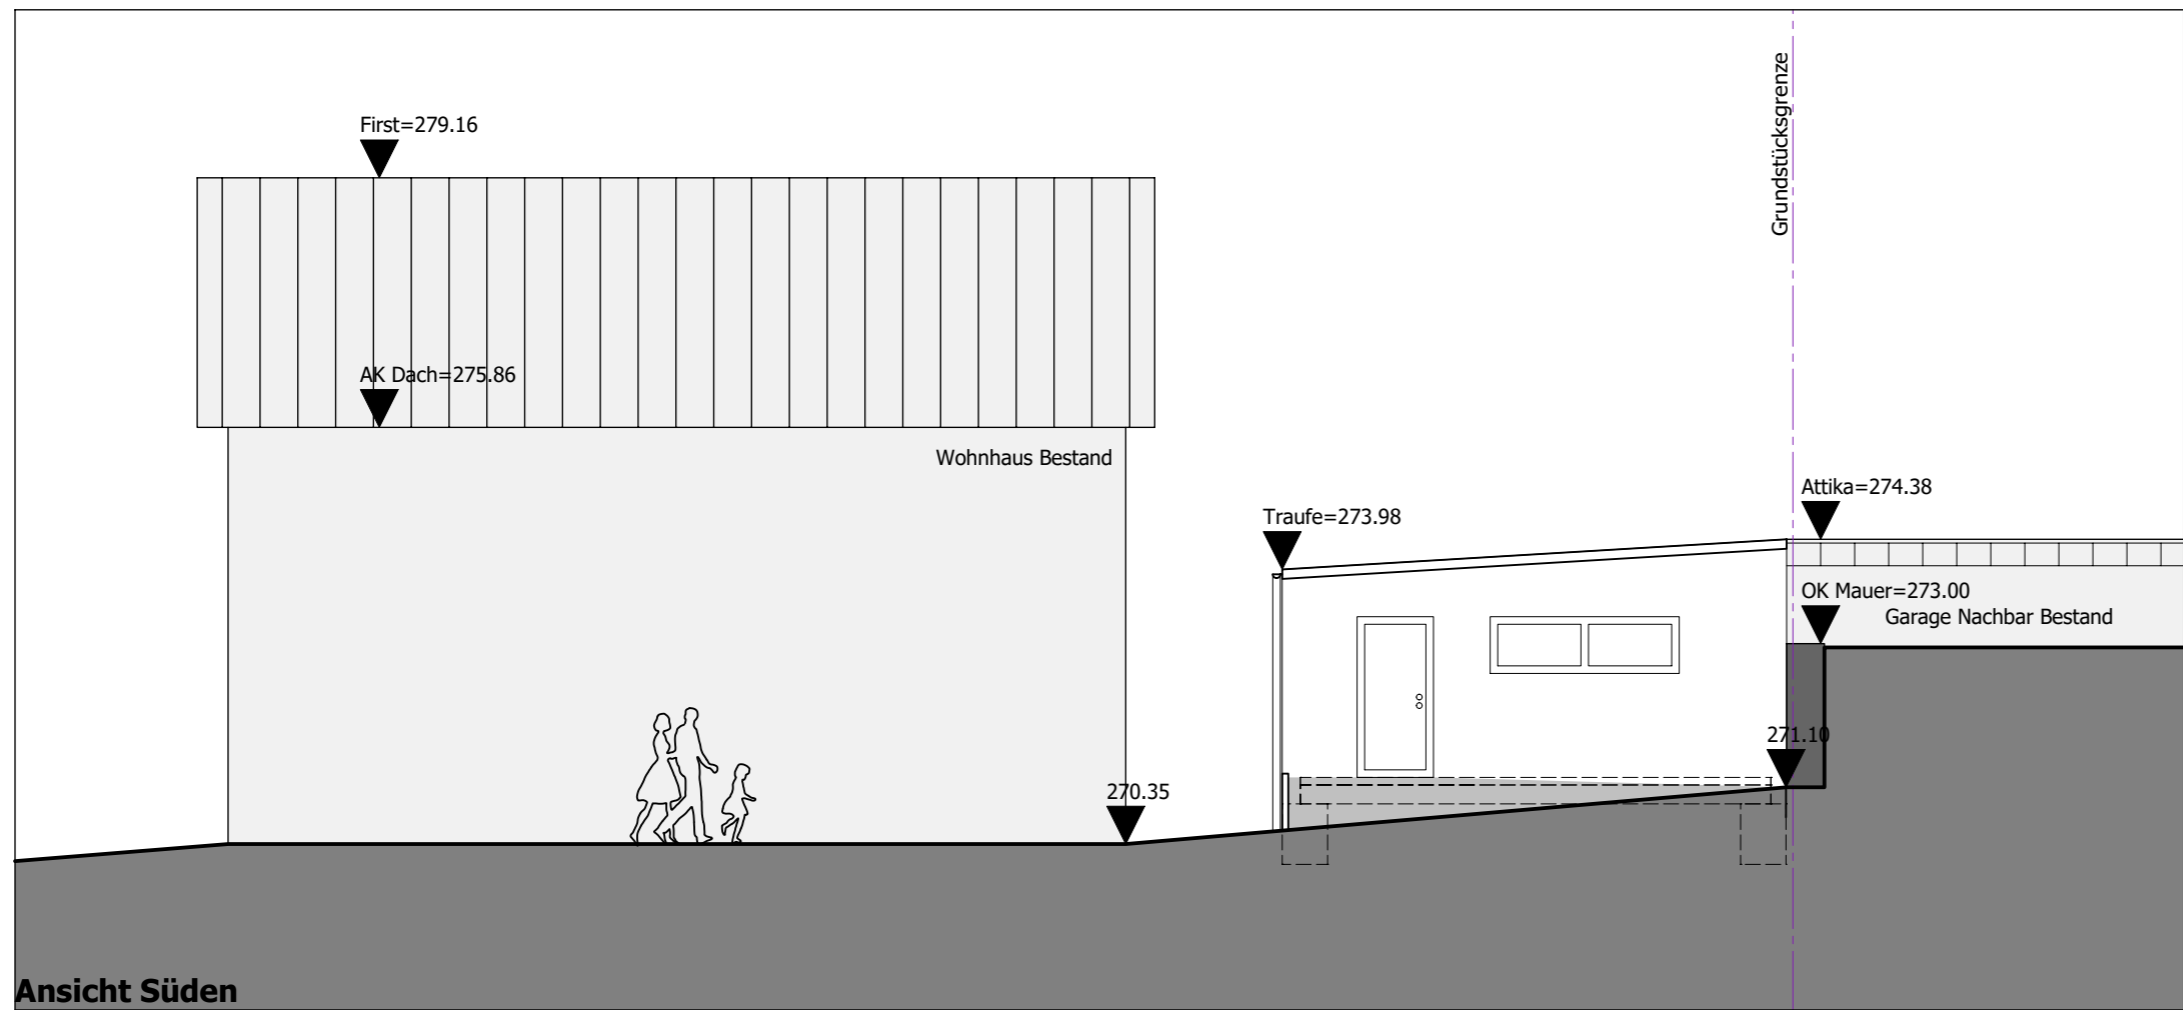 Grundstücksgrenze
First=279.16
AK Dach=275.86
Wohnhaus Bestand
Attika=274.38
Traufe=273.98
OK Mauer=273.00
Garage Nachbar Bestand
271.10
270.35
Ansicht Süden